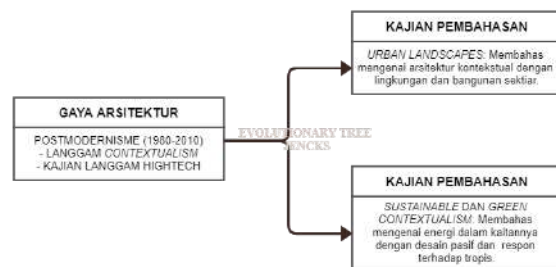 GAYA ARSITEKTUR
POSTMODERNISME (1980-2010)
- LANGGAM CONTEXTUALISM
- KAJIAN LANGGAM HIGHTECH
EVOLUTIONARY TREE
JENCKS
KAJIAN PEMBAHASAN
URBAN LANDSCAPES: Membahas
mengenai arsitektur kontekstual dengan
lingkungan dan bangunan sektiar.
KAJIAN PEMBAHASAN
SUSTAINABLE DAN GREEN
CONTEXTUALISM: Membahas
mengenai energi dalam kaitannya
dengan desain pasif dan respon
terhadap tropis.